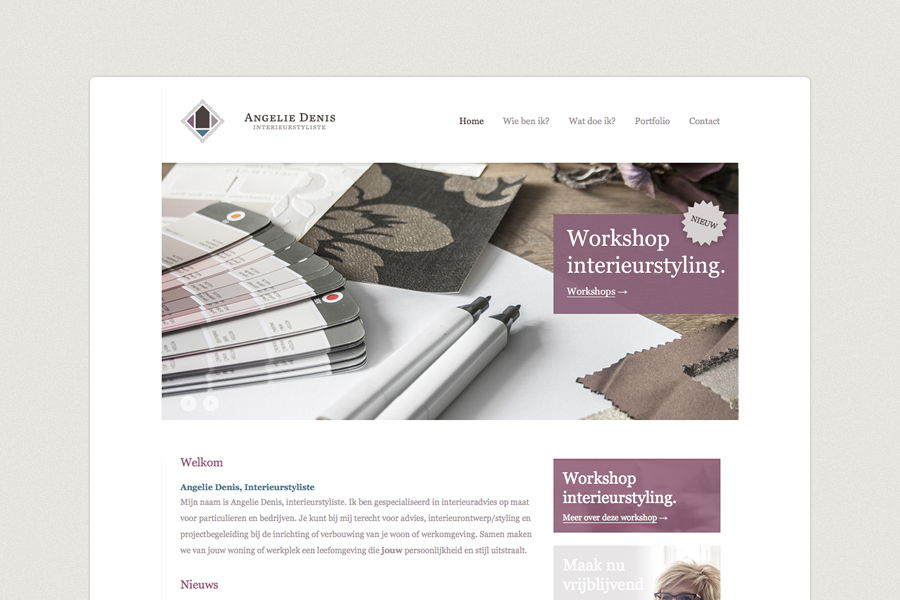 ANGELIE DENIS
INTERIEURSTYLISTE
Home
Wie ben ik?
Wat doe ik?
Portfolio
Contact
NIEUW
Workshop
interieurstyling.
Workshops →
Welkom
Angelie Denis, Interieurstyliste
Mijn naam is Angelie Denis, interieurstyliste. Ik ben gespecialiseerd in interieuradvies op maat
voor particulieren en bedrijven. Je kunt bij mij terecht voor advies, interieurontwerp/styling en
projectbegeleiding bij de inrichting of verbouwing van je woon of werkomgeving. Samen maken
we van jouw woning of werkplek een leefomgeving die jouw persoonlijkheid en stijl uitstraalt.
Nieuws
Workshop
interieurstyling.
Meer over deze workshop →
Maak nu
vrijblijvend